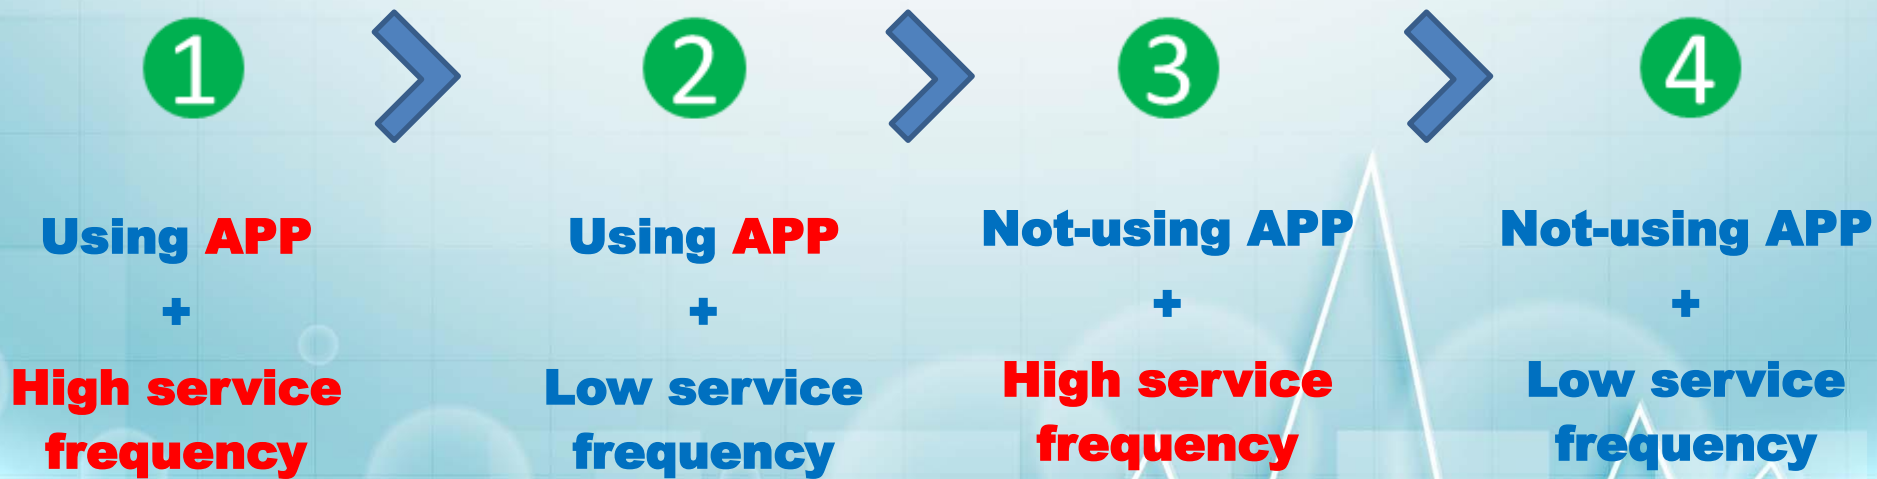 1
2
3
4
Using APP
+
High service
frequency
Using APP
+
Low service
frequency
Not-using APP
+
High service
frequency
Not-using APP
+
Low service
frequency